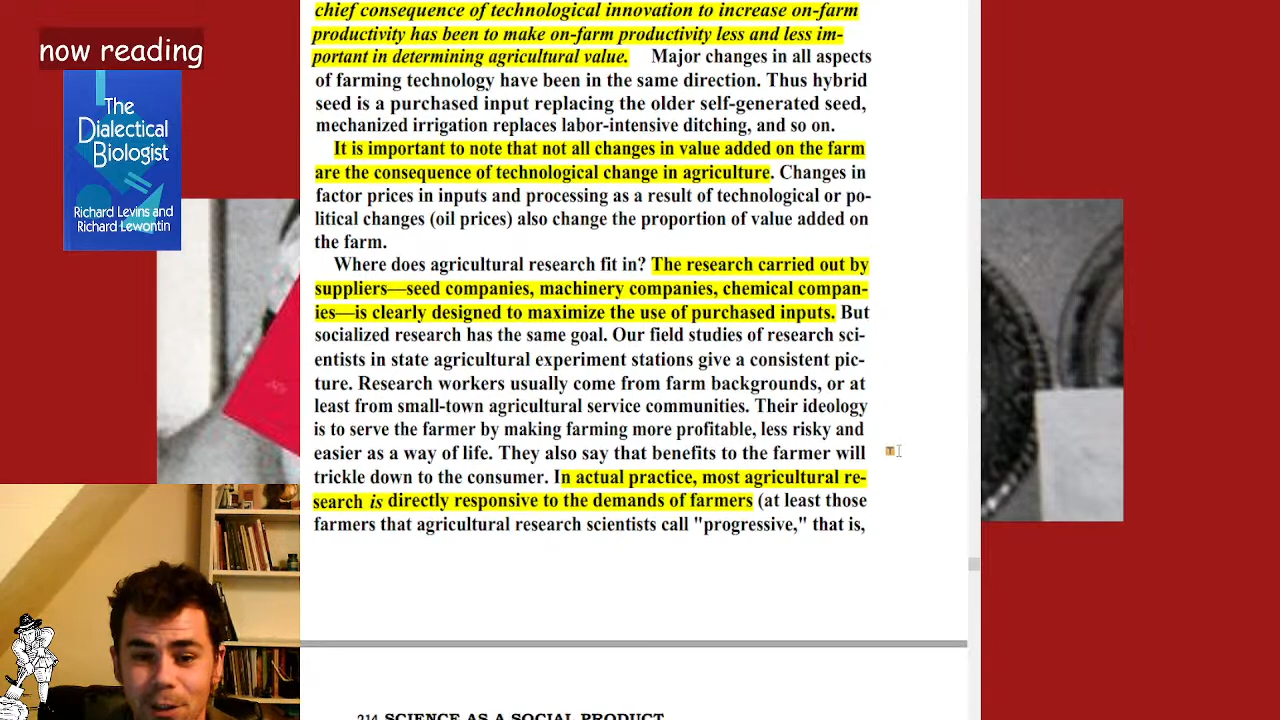 now reading
The
Dialectical
Biologist
Richard Levins and
Richard Lewontin
chief consequence of technological innovation to increase on-farm
productivity has been to make on-farm productivity less and less im-
portant in determining agricultural value. Major changes in all aspects
of farming technology have been in the same direction. Thus hybrid
seed is a purchased input replacing the older self-generated seed,
mechanized irrigation replaces labor-intensive ditching, and so on.
It is important to note that not all changes in value added on the farm
are the consequence of technological change in agriculture. Changes in
factor prices in inputs and processing as a result of technological or po-
litical changes (oil prices) also change the proportion of value added on
the farm.
Where does agricultural research fit in? The research carried out by
suppliers—seed companies, machinery companies, chemical compan-
ies—is clearly designed to maximize the use of purchased inputs. But
socialized research has the same goal. Our field studies of research sci-
entists in state agricultural experiment stations give a consistent pic-
ture. Research workers usually come from farm backgrounds, or at
least from small-town agricultural service communities. Their ideology
is to serve the farmer by making farming more profitable, less risky and
easier as a way of life. They also say that benefits to the farmer will
trickle down to the consumer. In actual practice, most agricultural re-
search is directly responsive to the demands of farmers (at least those
farmers that agricultural research scientists call "progressive," that is,
214 SCIENCE AS A SOCIAL PRODUCT